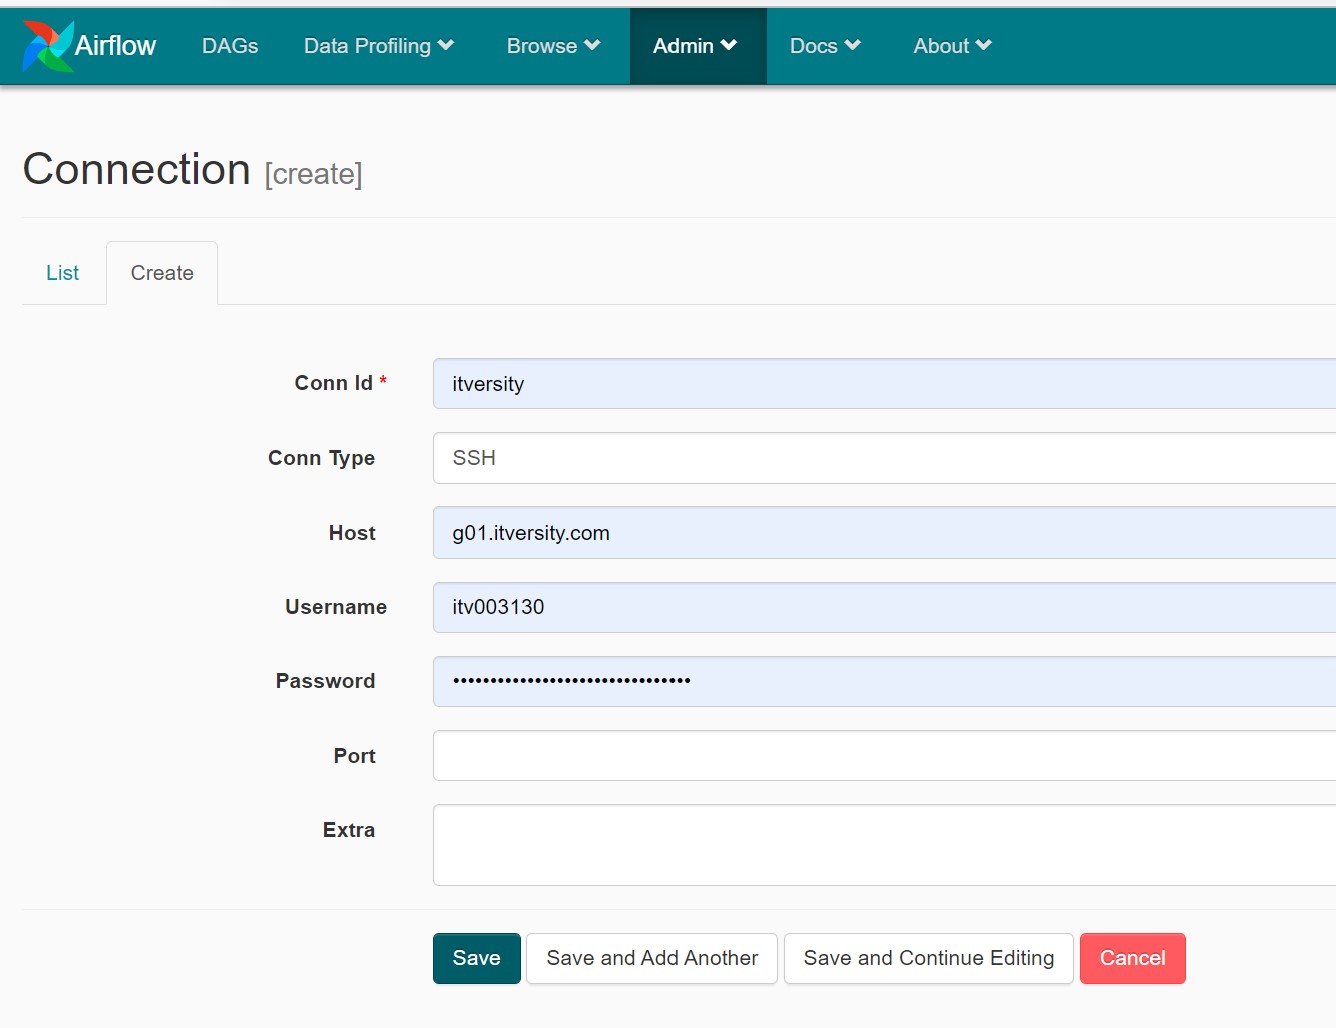 Airflow DAGs Data Profiling Browse Admin Docs About
Connection [create]
List Create
Conn Id * itversity
Conn Type SSH
Host g01.itversity.com
Username itv003130
Password ••••••••••••••••••••••••••••••••
Port
Extra
Save Save and Add Another Save and Continue Editing Cancel